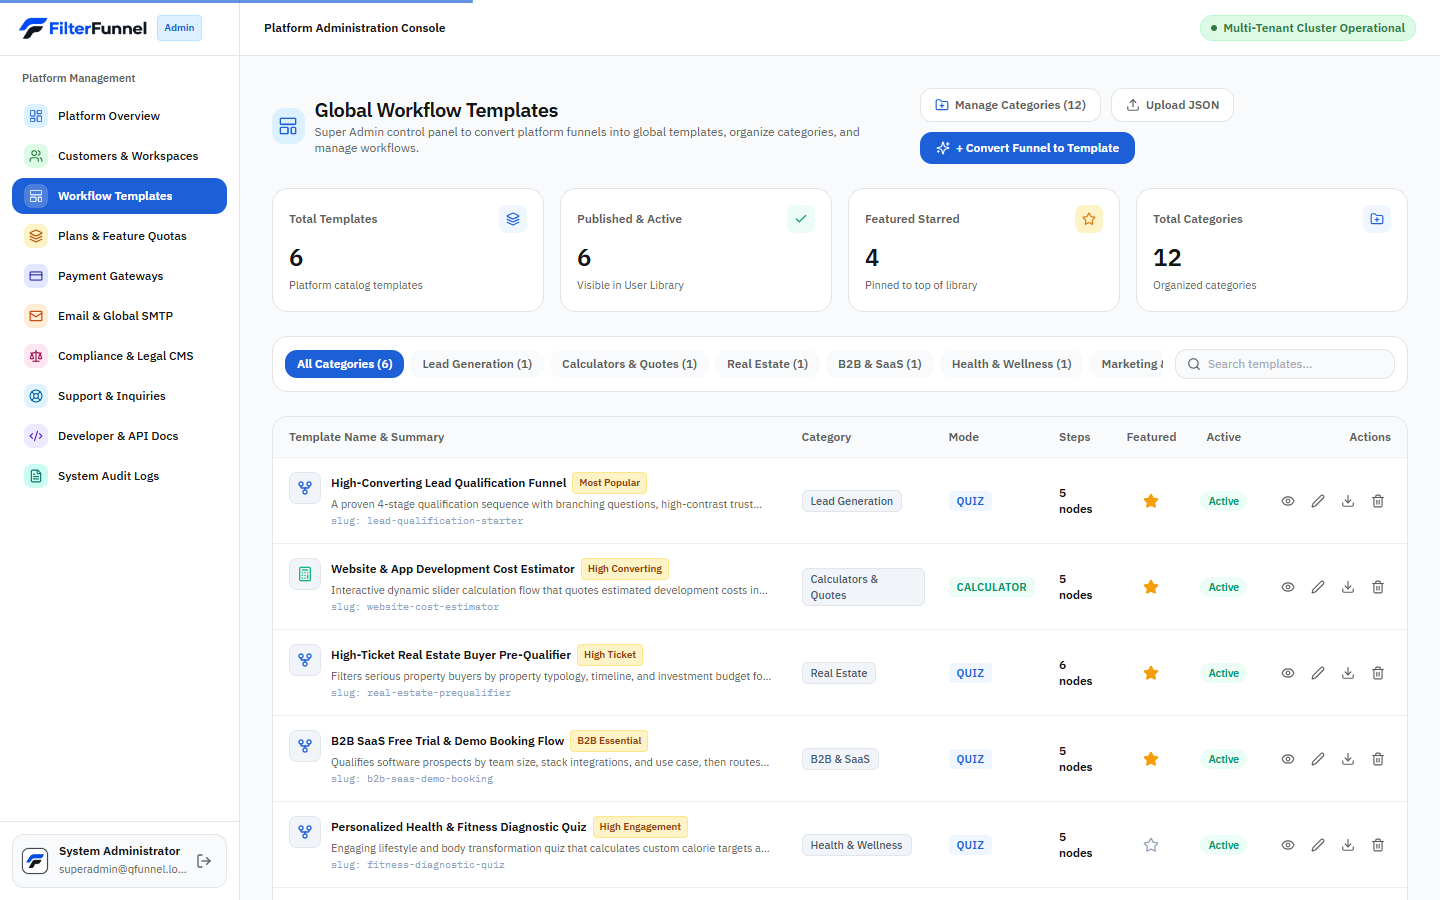 FilterFunnel Admin
Platform Administration Console
Multi-Tenant Cluster Operational
Platform Management
Platform Overview
Customers & Workspaces
Workflow Templates
Plans & Feature Quotas
Payment Gateways
Email & Global SMTP
Compliance & Legal CMS
Support & Inquiries
Developer & API Docs
System Audit Logs
System Administrator
superadmin@qfunnel.lo...
Global Workflow Templates
Super Admin control panel to convert platform funnels into global templates, organize categories, and
manage workflows.
Manage Categories (12)
Upload JSON
+ Convert Funnel to Template
Total Templates
6
Platform catalog templates
Published & Active
6
Visible in User Library
Featured Starred
4
Pinned to top of library
Total Categories
12
Organized categories
All Categories (6) Lead Generation (1) Calculators & Quotes (1) Real Estate (1) B2B & SaaS (1) Health & Wellness (1) Marketing Search templates...
Template Name & Summary Category Mode Steps Featured Active Actions
High-Converting Lead Qualification Funnel Most Popular
A proven 4-stage qualification sequence with branching questions, high-contrast trust...
slug: lead-qualification-starter
Lead Generation
QUIZ
5
nodes
Active
Website & App Development Cost Estimator High Converting
Interactive dynamic slider calculation flow that quotes estimated development costs in...
slug: website-cost-estimator
Calculators &
Quotes
CALCULATOR
5
nodes
Active
High-Ticket Real Estate Buyer Pre-Qualifier High Ticket
Filters serious property buyers by property typology, timeline, and investment budget fo...
slug: real-estate-prequalifier
Real Estate
QUIZ
6
nodes
Active
B2B SaaS Free Trial & Demo Booking Flow B2B Essential
Qualifies software prospects by team size, stack integrations, and use case, then routes...
slug: b2b-saas-demo-booking
B2B & SaaS
QUIZ
5
nodes
Active
Personalized Health & Fitness Diagnostic Quiz High Engagement
Engaging lifestyle and body transformation quiz that calculates custom calorie targets a...
slug: fitness-diagnostic-quiz
Health & Wellness
QUIZ
5
nodes
Active